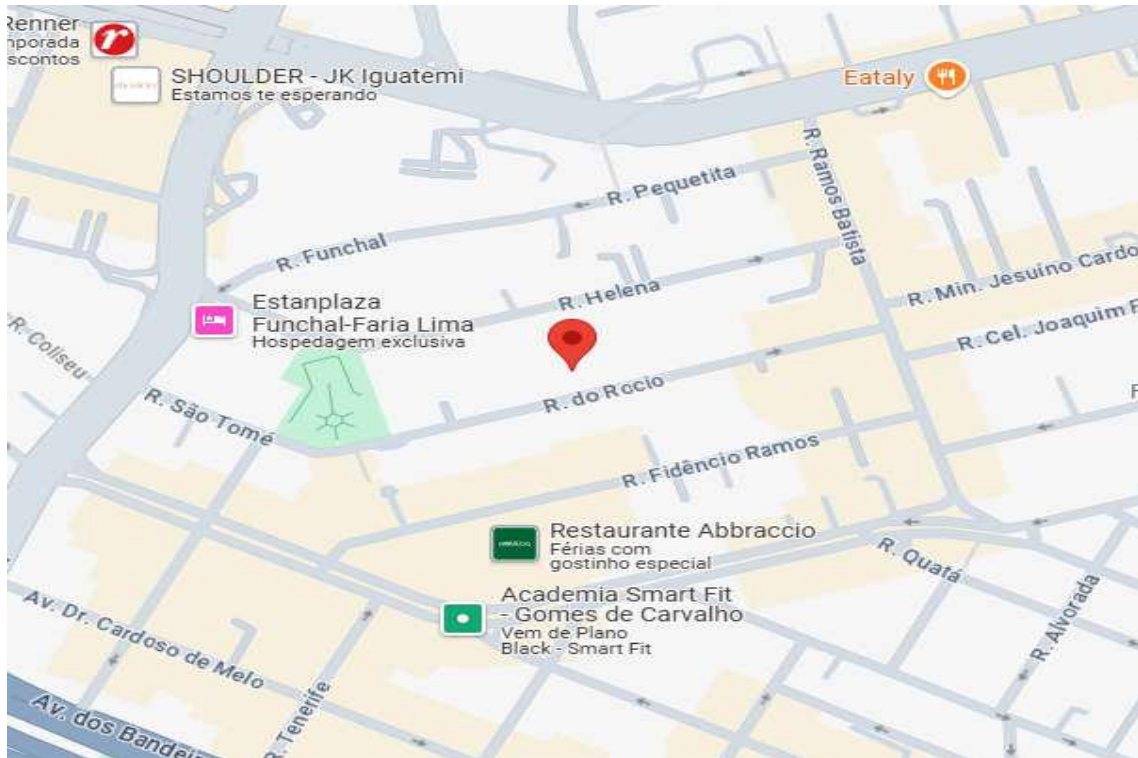 Renner
mporada
scontos
SHOULDER - JK Iguatemi
Estamos te esperando
Eataly
R. Ramos Batista
R. Pequetita
R. Funchal
R. Helena
R. Min. Jesuíno Cardo
R. Cel. Joaquim F
Estanplaza
Funchal-Faria Lima
Hospedagem exclusiva
R. Coliseu
R. São Tomé
R. do Rocio
R. Fidêncio Ramos
Restaurante Abbraccio
Férias com
gostinho especial
R. Quatá
Academia Smart Fit
- Gomes de Carvalho
Vem de Plano
Black - Smart Fit
R. Alvorada
Av. Dr. Cardoso de Melo
R. Tenerife
Av. dos Bandei